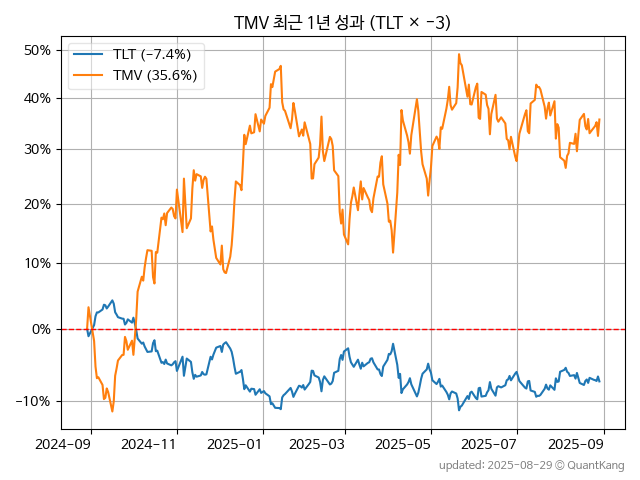 TMV 최근 1년 성과 (TLT × −3)
TLT (−7.4%)
TMV (35.6%)
50%
40%
30%
20%
10%
0%
−10%
2024-09 2024-11 2025-01 2025-03 2025-05 2025-07 2025-09
updated: 2025-08-29 © QuantKang